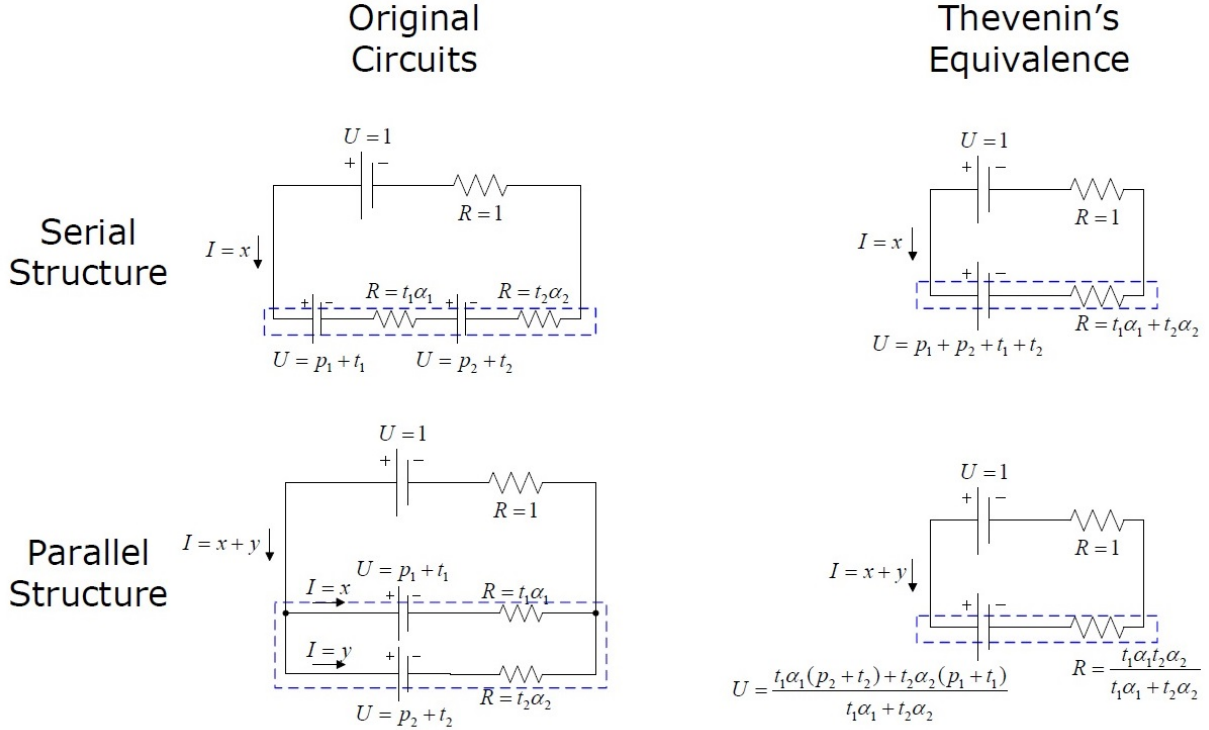 Original
Circuits
Thevenin's
Equivalence
Serial
Structure
U = 1
+ −
R = 1
I = x
+ −
R = t₁α₁
+ −
R = t₂α₂
U = p₁ + t₁
U = p₂ + t₂
U = 1
+ −
R = 1
I = x
+ −
R = t₁α₁ + t₂α₂
U = p₁ + p₂ + t₁ + t₂
Parallel
Structure
U = 1
+ −
R = 1
I = x + y
U = p₁ + t₁
I = x
+ −
R = t₁α₁
I = y
+ −
R = t₂α₂
U = p₂ + t₂
U = 1
+ −
R = 1
I = x + y
+ −
U = (t₁α₁(p₂ + t₂) + t₂α₂(p₁ + t₁)) / (t₁α₁ + t₂α₂)
R = (t₁α₁t₂α₂) / (t₁α₁ + t₂α₂)